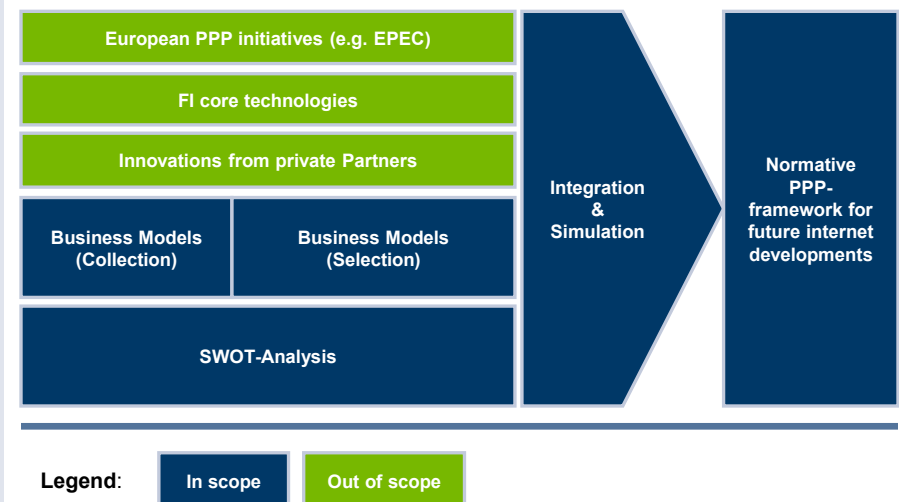 European PPP initiatives (e.g. EPEC)
FI core technologies
Innovations from private Partners
Business Models
(Collection)
Business Models
(Selection)
SWOT-Analysis
Integration
&
Simulation
Normative
PPP-
framework for
future internet
developments
Legend:
In scope
Out of scope